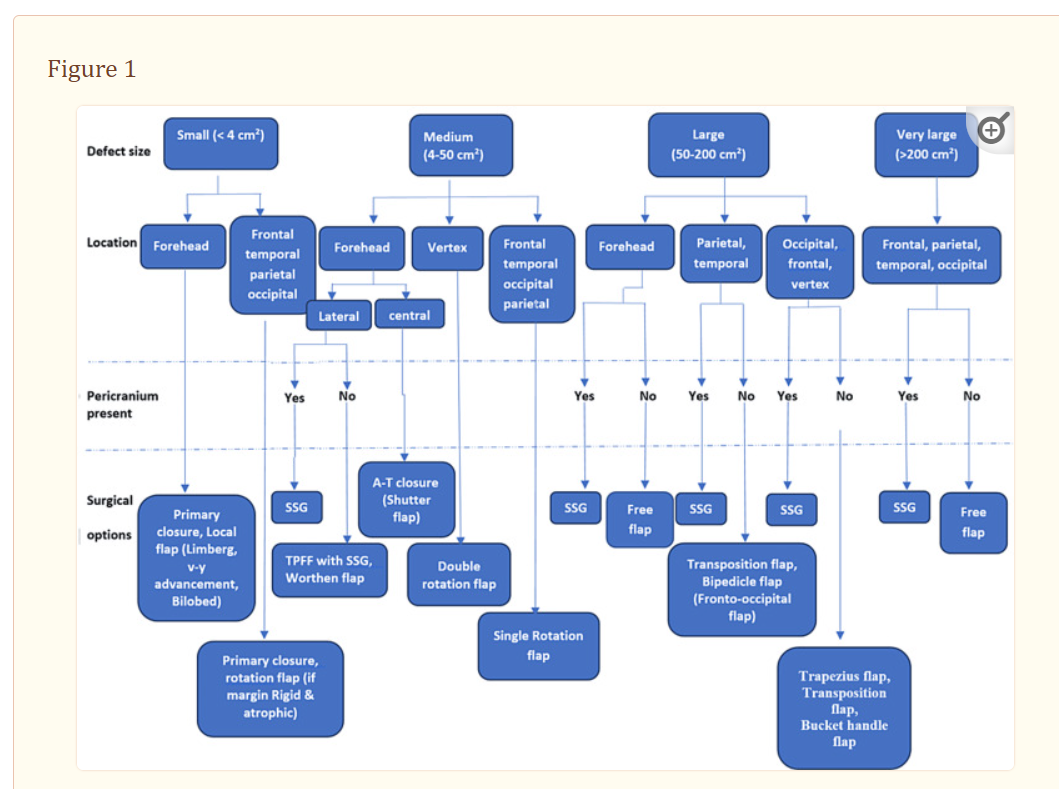 Figure 1
Defect size
Small (< 4 cm²)
Medium
(4-50 cm²)
Large
(50-200 cm²)
Very large
(>200 cm²)
Location
Forehead
Frontal
temporal
parietal
occipital
Forehead
Vertex
Frontal
temporal
occipital
parietal
Forehead
Parietal,
temporal
Occipital,
frontal,
vertex
Frontal, parietal,
temporal, occipital
Lateral
central
Pericranium
present
Yes
No
Yes
No
Yes
No
Yes
No
Yes
No
Surgical
options
Primary
closure, Local
flap (Limberg,
v-y
advancement,
Bilobed)
Primary closure,
rotation flap (if
margin Rigid &
atrophic)
SSG
TPFF with SSG,
Worthen flap
A-T closure
(Shutter
flap)
Double
rotation flap
Single Rotation
flap
SSG
Free
flap
SSG
Transposition flap,
Bipedicle flap
(Fronto-occipital
flap)
SSG
Trapezius flap,
Transposition
flap,
Bucket handle
flap
SSG
Free
flap